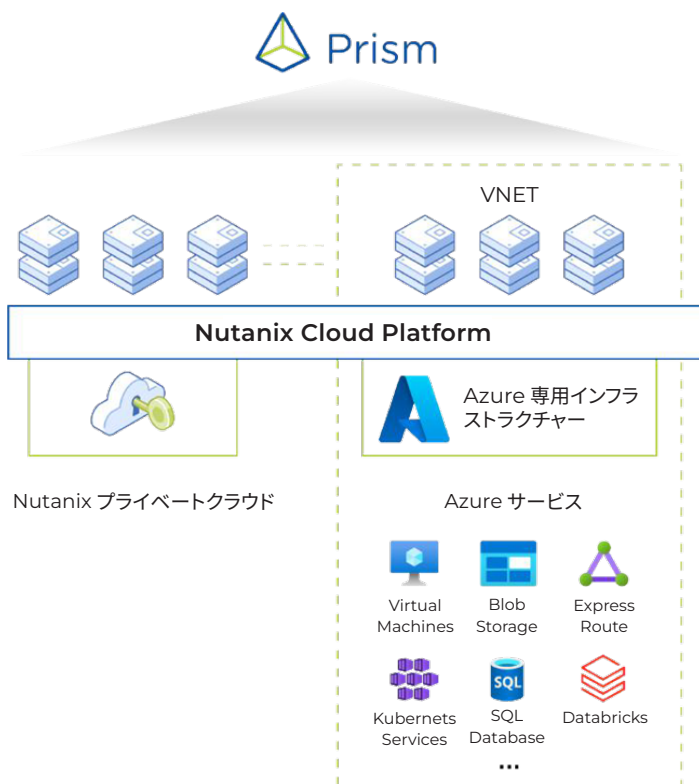 Prism
VNET
Nutanix Cloud Platform
Azure 専用インフラ
ストラクチャー
Nutanix プライベートクラウド
Azure サービス
Virtual
Machines
Blob
Storage
Express
Route
Kubernets
Services
SQL
SQL
Database
Databricks
...